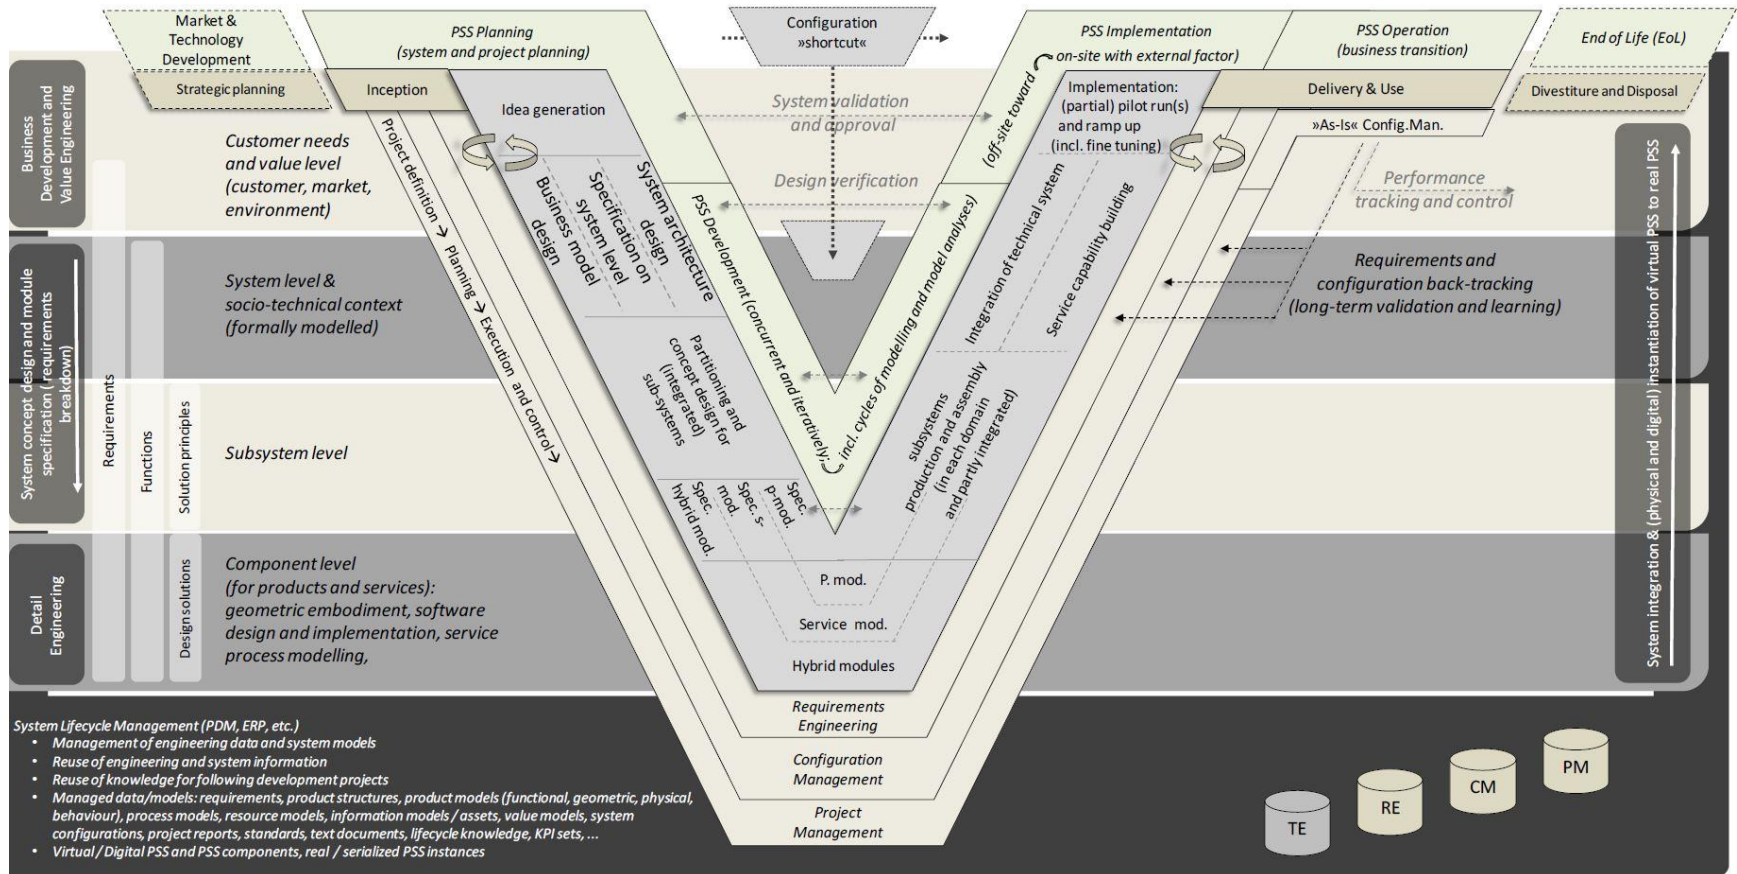 Market &
Technology
Development
Strategic planning
PSS Planning
(system and project planning)
Inception
Configuration
»shortcut«
PSS Implementation
on-site with external factor)
(off-site toward
PSS Operation
(business transition)
Delivery & Use
»As-Is« Config.Man.
End of Life (EoL)
Divestiture and Disposal
Business
Development and
Value Engineering
System concept design and module
specification ( requirements
breakdown)
Detail
Engineering
Requirements
Functions
Solution principles
Design solutions
Customer needs
and value level
(customer, market,
environment)
System level &
socio-technical context
(formally modelled)
Subsystem level
Component level
(for products and services):
geometric embodiment, software
design and implementation, service
process modelling,
Project definition → Planning → Execution and control →
Idea generation
Business model
design
Specification on
system level
System architecture
design
Partitioning and
concept design for
(integrated)
sub-systems
Spec.
hybrid mod.
Spec. s-
mod.
Spec.
p-mod.
PSS Development (concurrent and iteratively;
incl. cycles of modelling and model analyses)
System validation
and approval
Design verification
Implementation:
(partial) pilot run(s)
and ramp up
(incl. fine tuning)
Integration of technical system
Service capability building
subsystems
production and assembly
(in each domain
and partly integrated)
P. mod.
Service mod.
Hybrid modules
Requirements
Engineering
Configuration
Management
Project
Management
Performance
tracking and control
Requirements and
configuration back-tracking
(long-term validation and learning)
System integration & (physical and digital) instantiation of virtual PSS to real PSS
System Lifecycle Management (PDM, ERP, etc.)
• Management of engineering data and system models
• Reuse of engineering and system information
• Reuse of knowledge for following development projects
• Managed data/models: requirements, product structures, product models (functional, geometric, physical,
behaviour), process models, resource models, information models / assets, value models, system
configurations, project reports, standards, text documents, lifecycle knowledge, KPI sets, ...
• Virtual / Digital PSS and PSS components, real / serialized PSS instances
TE
RE
CM
PM